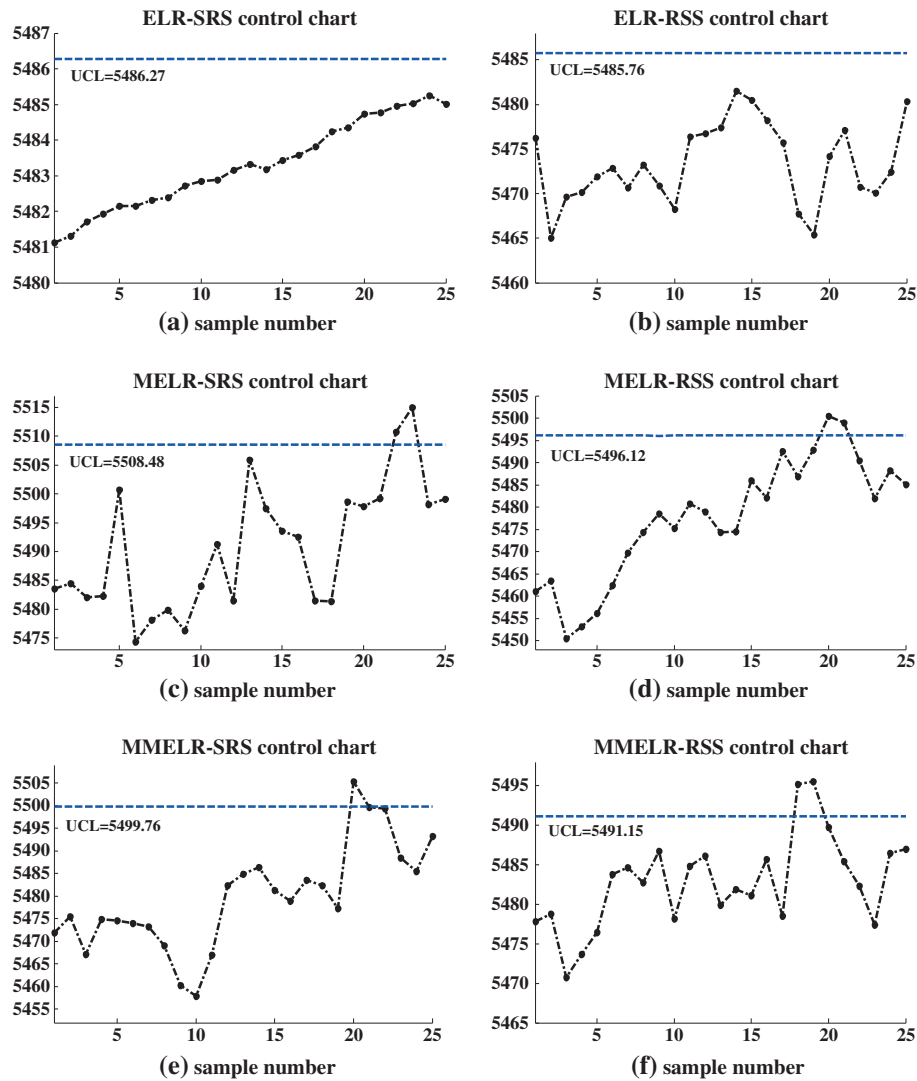 ELR-SRS control chart
5487
5486
5485
5484
5483
5482
5481
5480
UCL=5486.27
5 10 15 20 25
(a) sample number
ELR-RSS control chart
5485
5480
5475
5470
5465
5460
UCL=5485.76
5 10 15 20 25
(b) sample number
MELR-SRS control chart
5515
5510
5505
5500
5495
5490
5485
5480
5475
UCL=5508.48
5 10 15 20 25
(c) sample number
MELR-RSS control chart
5505
5500
5495
5490
5485
5480
5475
5470
5465
5460
5455
5450
UCL=5496.12
5 10 15 20 25
(d) sample number
MMELR-SRS control chart
5505
5500
5495
5490
5485
5480
5475
5470
5465
5460
5455
UCL=5499.76
5 10 15 20 25
(e) sample number
MMELR-RSS control chart
5495
5490
5485
5480
5475
5470
5465
UCL=5491.15
5 10 15 20 25
(f) sample number